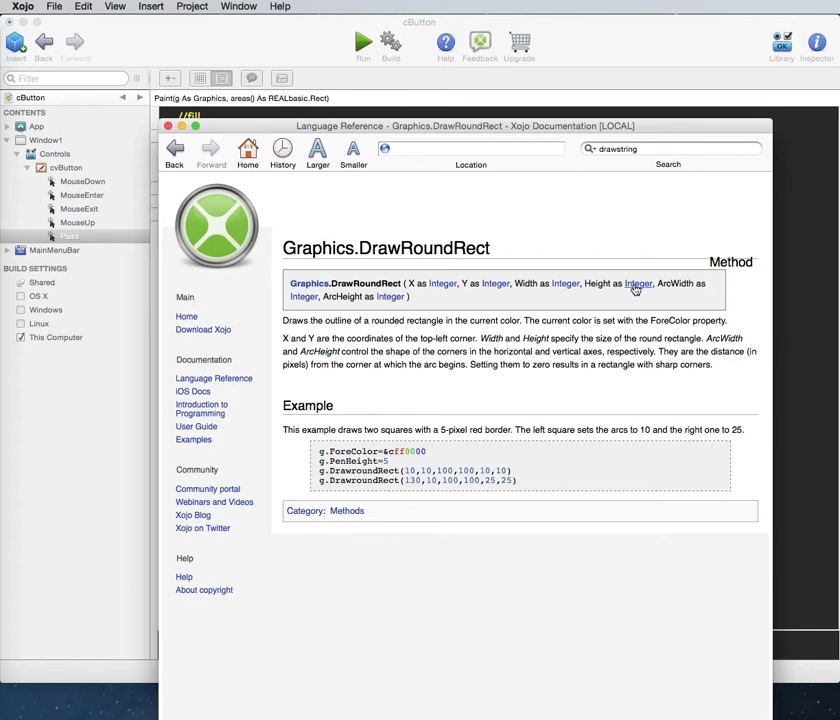 Xojo File Edit View Insert Project Window Help
cButton
Insert Back Forward Run Build Help Feedback Upgrade Library Inspector
OK
Filter
cButton
Paint(g As Graphics, areas() As REALbasic.Rect)
CONTENTS
App
Window1
Controls
cvButton
MouseDown
MouseEnter
MouseExit
MouseUp
Paint
MainMenuBar
BUILD SETTINGS
Shared
OS X
Windows
Linux
This Computer
//fill
Language Reference - Graphics.DrawRoundRect - Xojo Documentation [LOCAL]
drawstring
Back Forward Home History Larger Smaller Location Search
Main
Home
Download Xojo
Documentation
Language Reference
iOS Docs
Introduction to
Programming
User Guide
Examples
Community
Community portal
Webinars and Videos
Xojo Blog
Xojo on Twitter
Help
Help
About copyright
Graphics.DrawRoundRect
Method
Graphics.DrawRoundRect ( X as Integer, Y as Integer, Width as Integer, Height as Integer, ArcWidth as
Integer, ArcHeight as Integer )
Draws the outline of a rounded rectangle in the current color. The current color is set with the ForeColor property.
X and Y are the coordinates of the top-left corner. Width and Height specify the size of the round rectangle. ArcWidth
and ArcHeight control the shape of the corners in the horizontal and vertical axes, respectively. They are the distance (in
pixels) from the corner at which the arc begins. Setting them to zero results in a rectangle with sharp corners.
Example
This example draws two squares with a 5-pixel red border. The left square sets the arcs to 10 and the right one to 25.
g.ForeColor=&cff0000
g.PenHeight=5
g.DrawroundRect(10,10,100,100,10,10)
g.DrawroundRect(130,10,100,100,25,25)
Category: Methods